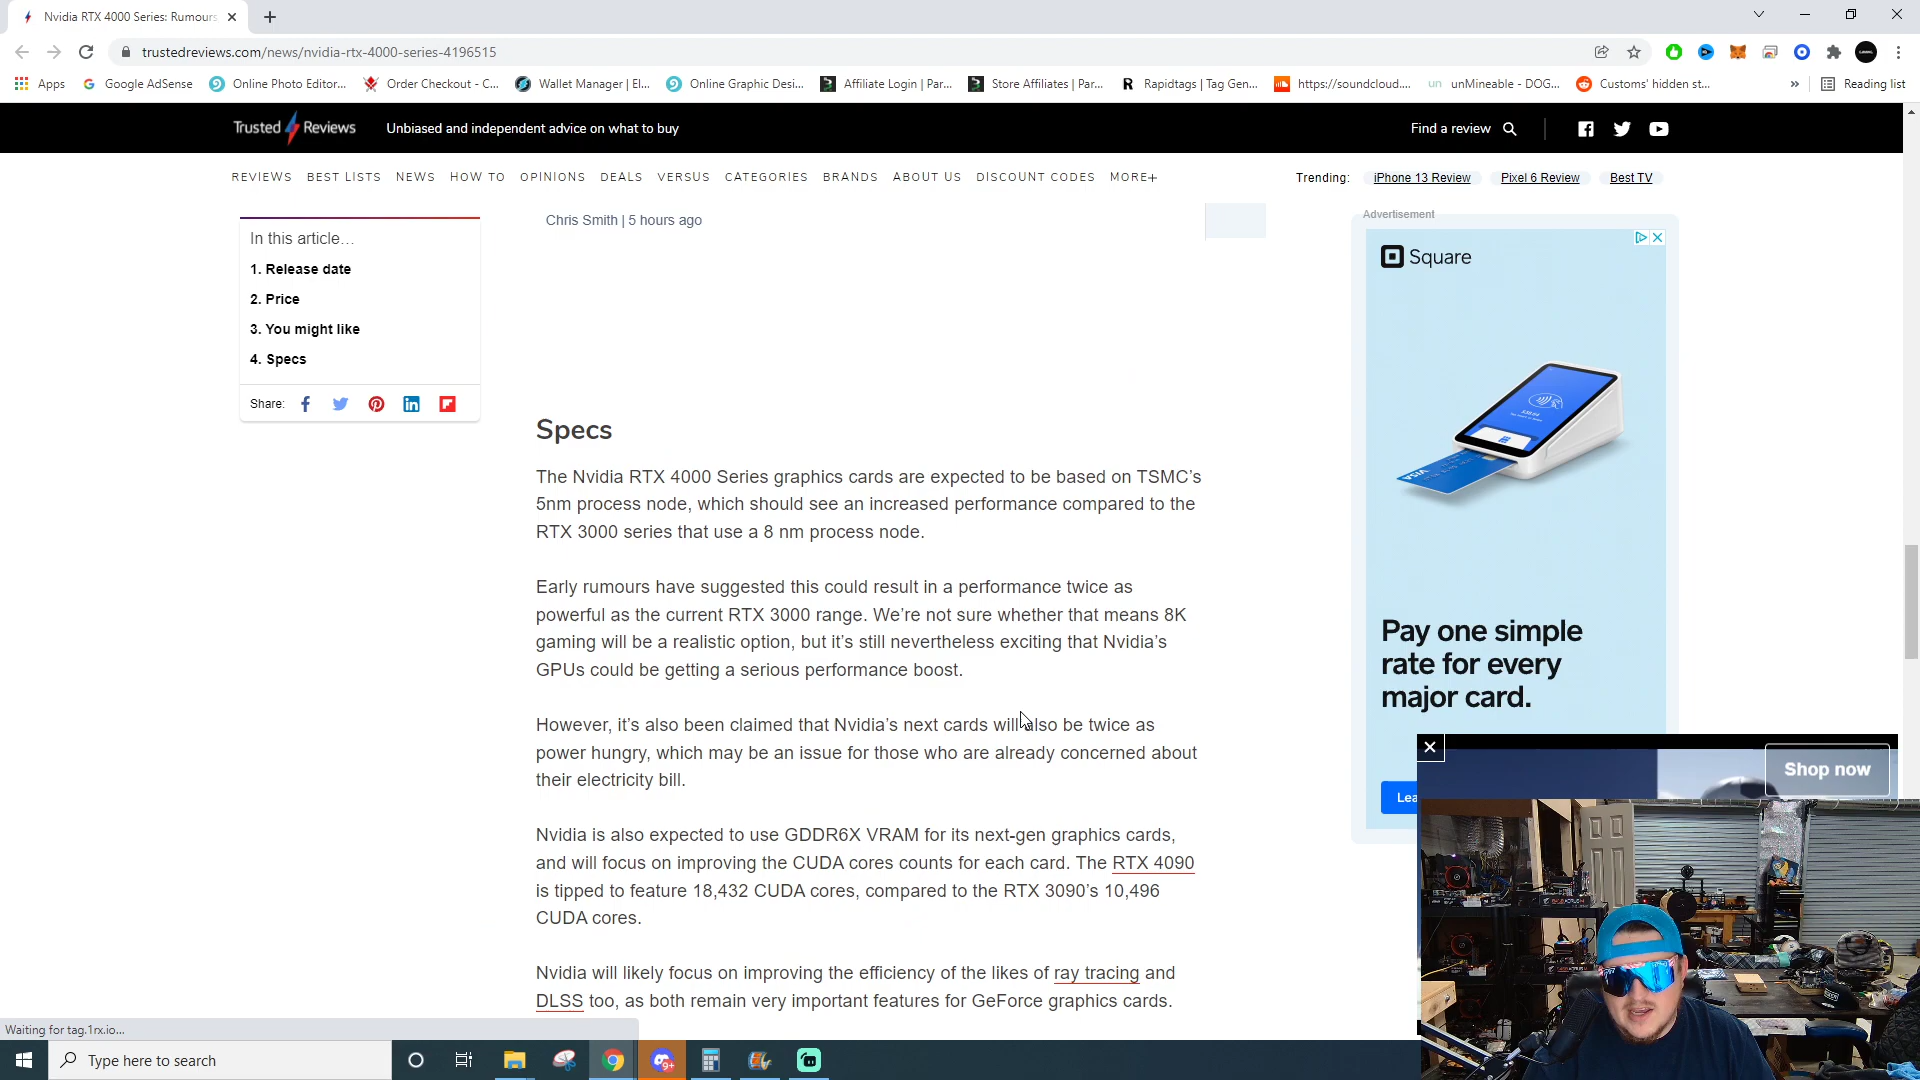 Nvidia RTX 4000 Series: Rumours
trustedreviews.com/news/nvidia-rtx-4000-series-4196515
Apps
Google AdSense
Online Photo Editor...
Order Checkout - C...
Wallet Manager | El...
Online Graphic Desi...
Affiliate Login | Par...
Store Affiliates | Par...
Rapidtags | Tag Gen...
https://soundcloud....
un unMineable - DOG...
Customs' hidden st...
»
Reading list
Trusted Reviews
Unbiased and independent advice on what to buy
Find a review
REVIEWS BEST LISTS NEWS HOW TO OPINIONS DEALS VERSUS CATEGORIES BRANDS ABOUT US DISCOUNT CODES MORE+
Trending: iPhone 13 Review Pixel 6 Review Best TV
In this article...
1. Release date
2. Price
3. You might like
4. Specs
Share:
Chris Smith | 5 hours ago
Specs
The Nvidia RTX 4000 Series graphics cards are expected to be based on TSMC's
5nm process node, which should see an increased performance compared to the
RTX 3000 series that use a 8 nm process node.
Early rumours have suggested this could result in a performance twice as
powerful as the current RTX 3000 range. We're not sure whether that means 8K
gaming will be a realistic option, but it's still nevertheless exciting that Nvidia's
GPUs could be getting a serious performance boost.
However, it's also been claimed that Nvidia's next cards will also be twice as
power hungry, which may be an issue for those who are already concerned about
their electricity bill.
Nvidia is also expected to use GDDR6X VRAM for its next-gen graphics cards,
and will focus on improving the CUDA cores counts for each card. The RTX 4090
is tipped to feature 18,432 CUDA cores, compared to the RTX 3090's 10,496
CUDA cores.
Nvidia will likely focus on improving the efficiency of the likes of ray tracing and
DLSS too, as both remain very important features for GeForce graphics cards.
Advertisement
Square
VISA
Pay one simple
rate for every
major card.
Lea
Shop now
Waiting for tag.1rx.io...
Type here to search
9+